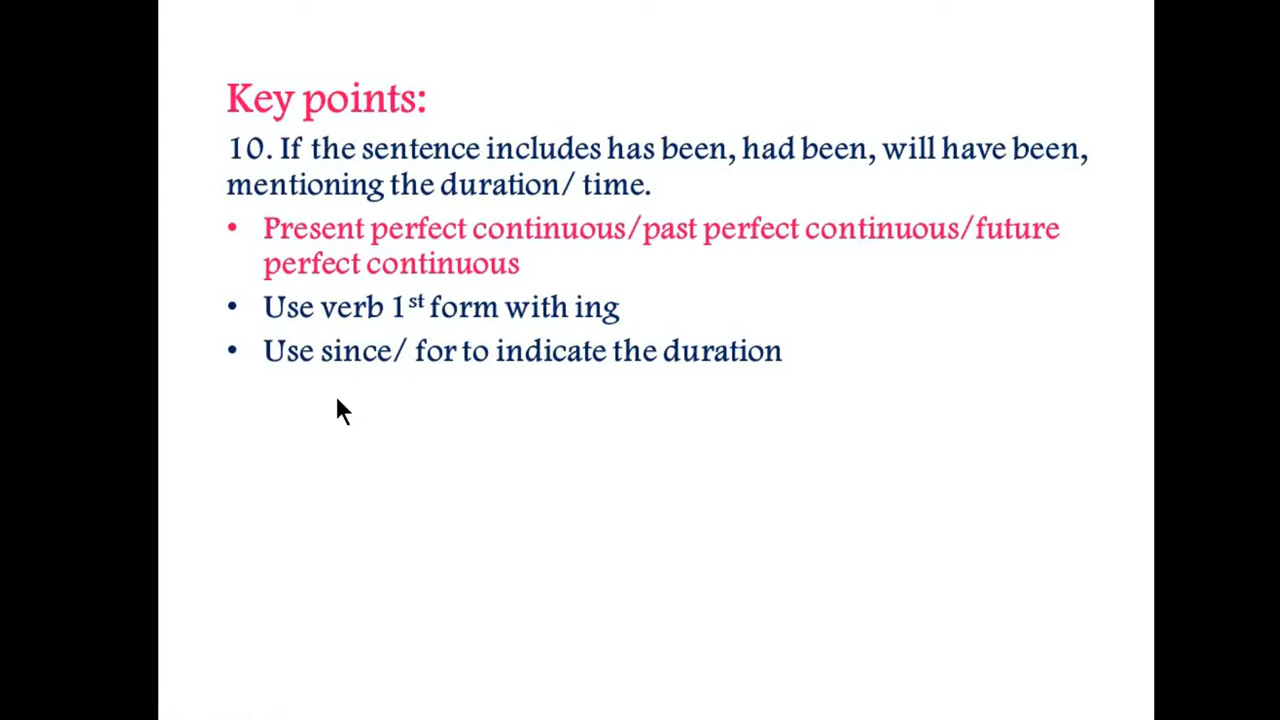 Key points:
10. If the sentence includes has been, had been, will have been,
mentioning the duration/ time.
• Present perfect continuous/past perfect continuous/future
perfect continuous
• Use verb 1st form with ing
• Use since/ for to indicate the duration